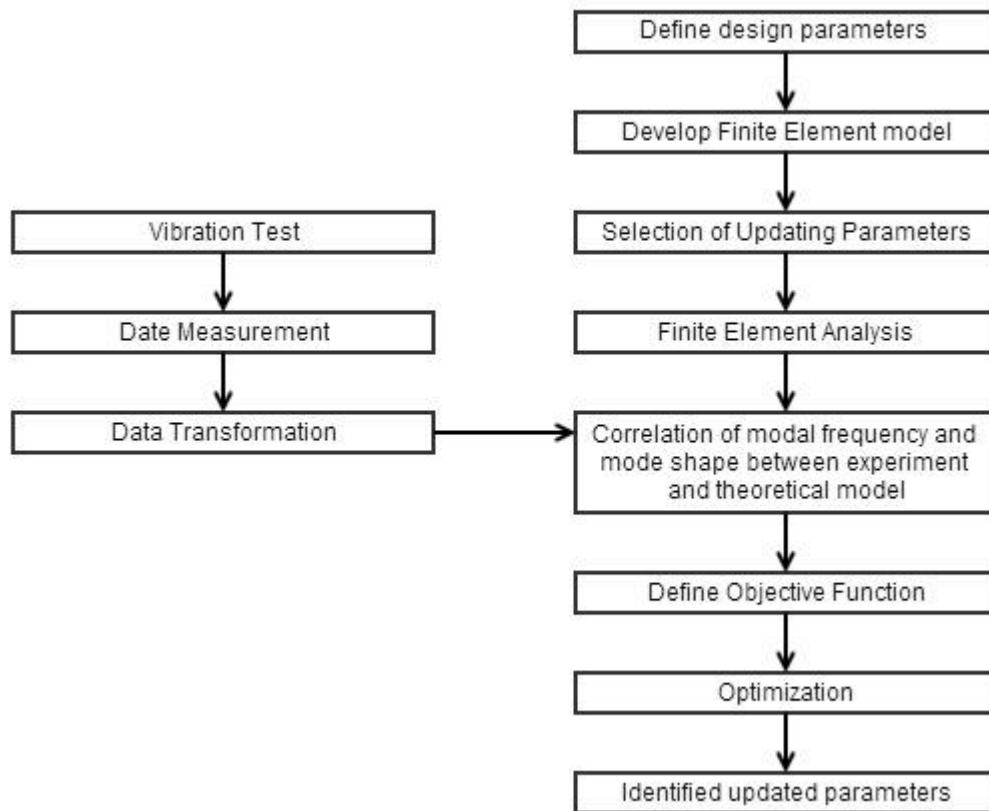 Define design parameters
Develop Finite Element model
Selection of Updating Parameters
Finite Element Analysis
Vibration Test
Date Measurement
Data Transformation
Correlation of modal frequency and
mode shape between experiment
and theoretical model
Define Objective Function
Optimization
Identified updated parameters